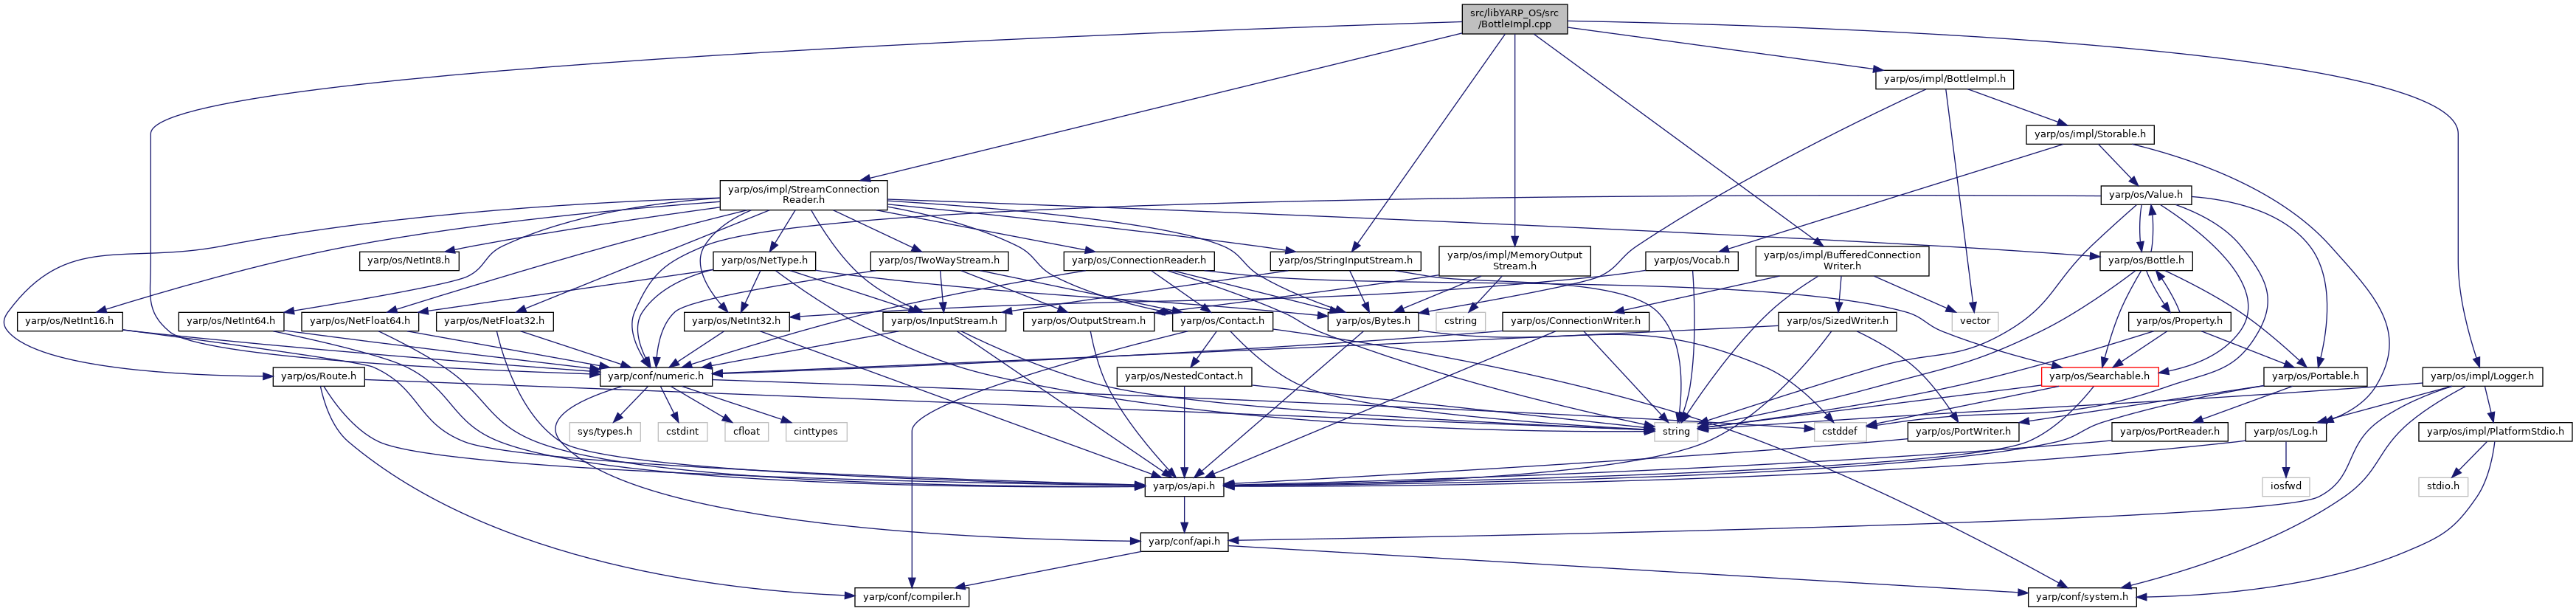 src/libYARP_OS/src
/BottleImpl.cpp
yarp/os/impl/BottleImpl.h
yarp/os/impl/Storable.h
yarp/os/impl/StreamConnection
Reader.h
yarp/os/Value.h
yarp/os/NetInt8.h
yarp/os/NetType.h
yarp/os/TwoWayStream.h
yarp/os/ConnectionReader.h
yarp/os/StringInputStream.h
yarp/os/impl/MemoryOutput
Stream.h
yarp/os/Vocab.h
yarp/os/impl/BufferedConnection
Writer.h
yarp/os/Bottle.h
yarp/os/NetInt16.h
yarp/os/NetInt64.h
yarp/os/NetFloat64.h
yarp/os/NetFloat32.h
yarp/os/NetInt32.h
yarp/os/InputStream.h
yarp/os/OutputStream.h
yarp/os/Contact.h
yarp/os/Bytes.h
cstring
yarp/os/ConnectionWriter.h
yarp/os/SizedWriter.h
vector
yarp/os/Property.h
yarp/os/Route.h
yarp/conf/numeric.h
yarp/os/NestedContact.h
yarp/os/Searchable.h
yarp/os/Portable.h
yarp/os/impl/Logger.h
sys/types.h
cstdint
cfloat
cinttypes
string
cstddef
yarp/os/PortWriter.h
yarp/os/PortReader.h
yarp/os/Log.h
yarp/os/impl/PlatformStdio.h
yarp/os/api.h
iosfwd
stdio.h
yarp/conf/api.h
yarp/conf/compiler.h
yarp/conf/system.h